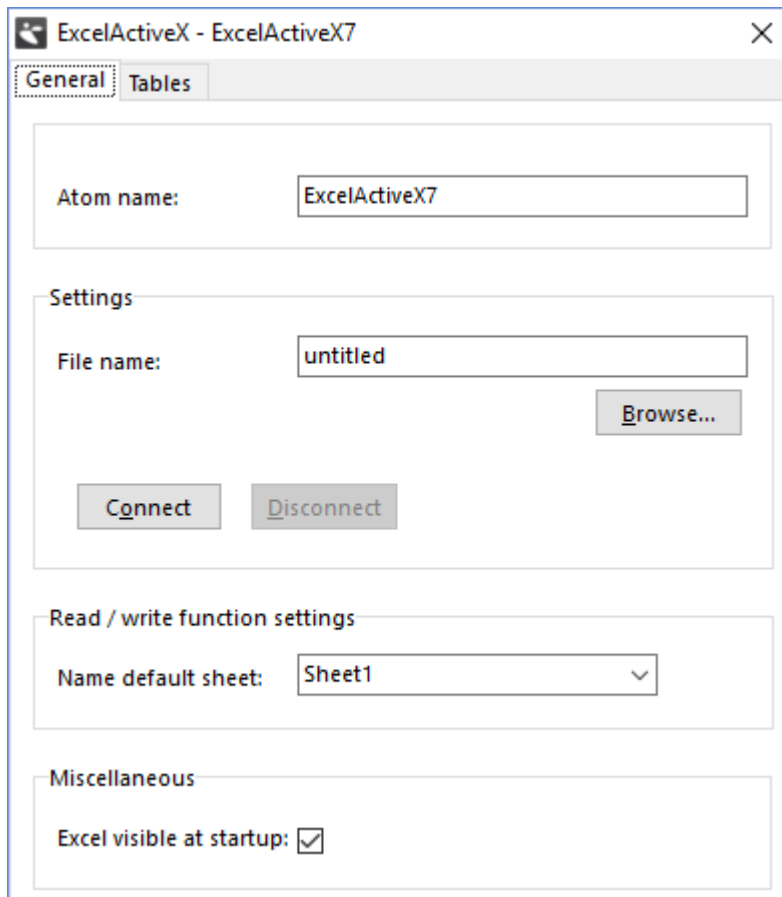 ExcelActiveX - ExcelActiveX7
General Tables
Atom name: ExcelActiveX7
Settings
File name: untitled
Browse...
Connect Disconnect
Read / write function settings
Name default sheet: Sheet1
Miscellaneous
Excel visible at startup: